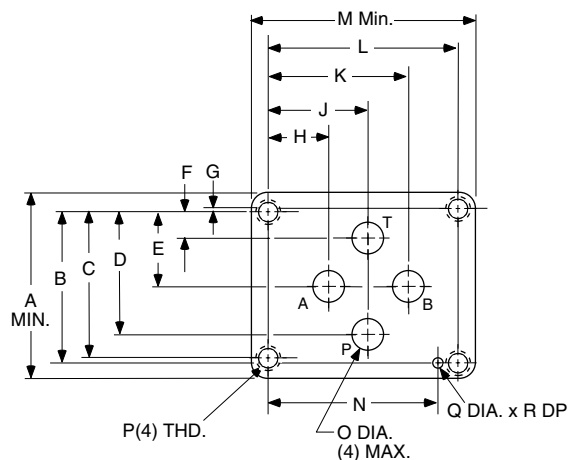 M Min.
L
K
J
H
G
F
T
E
D
C
B
A
MIN.
A
B
P
N
Q DIA. x R DP
P(4) THD.
O DIA.
(4) MAX.